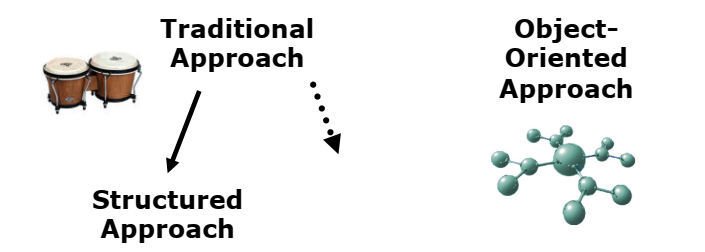 Traditional
Approach
Object–
Oriented
Approach
Structured
Approach